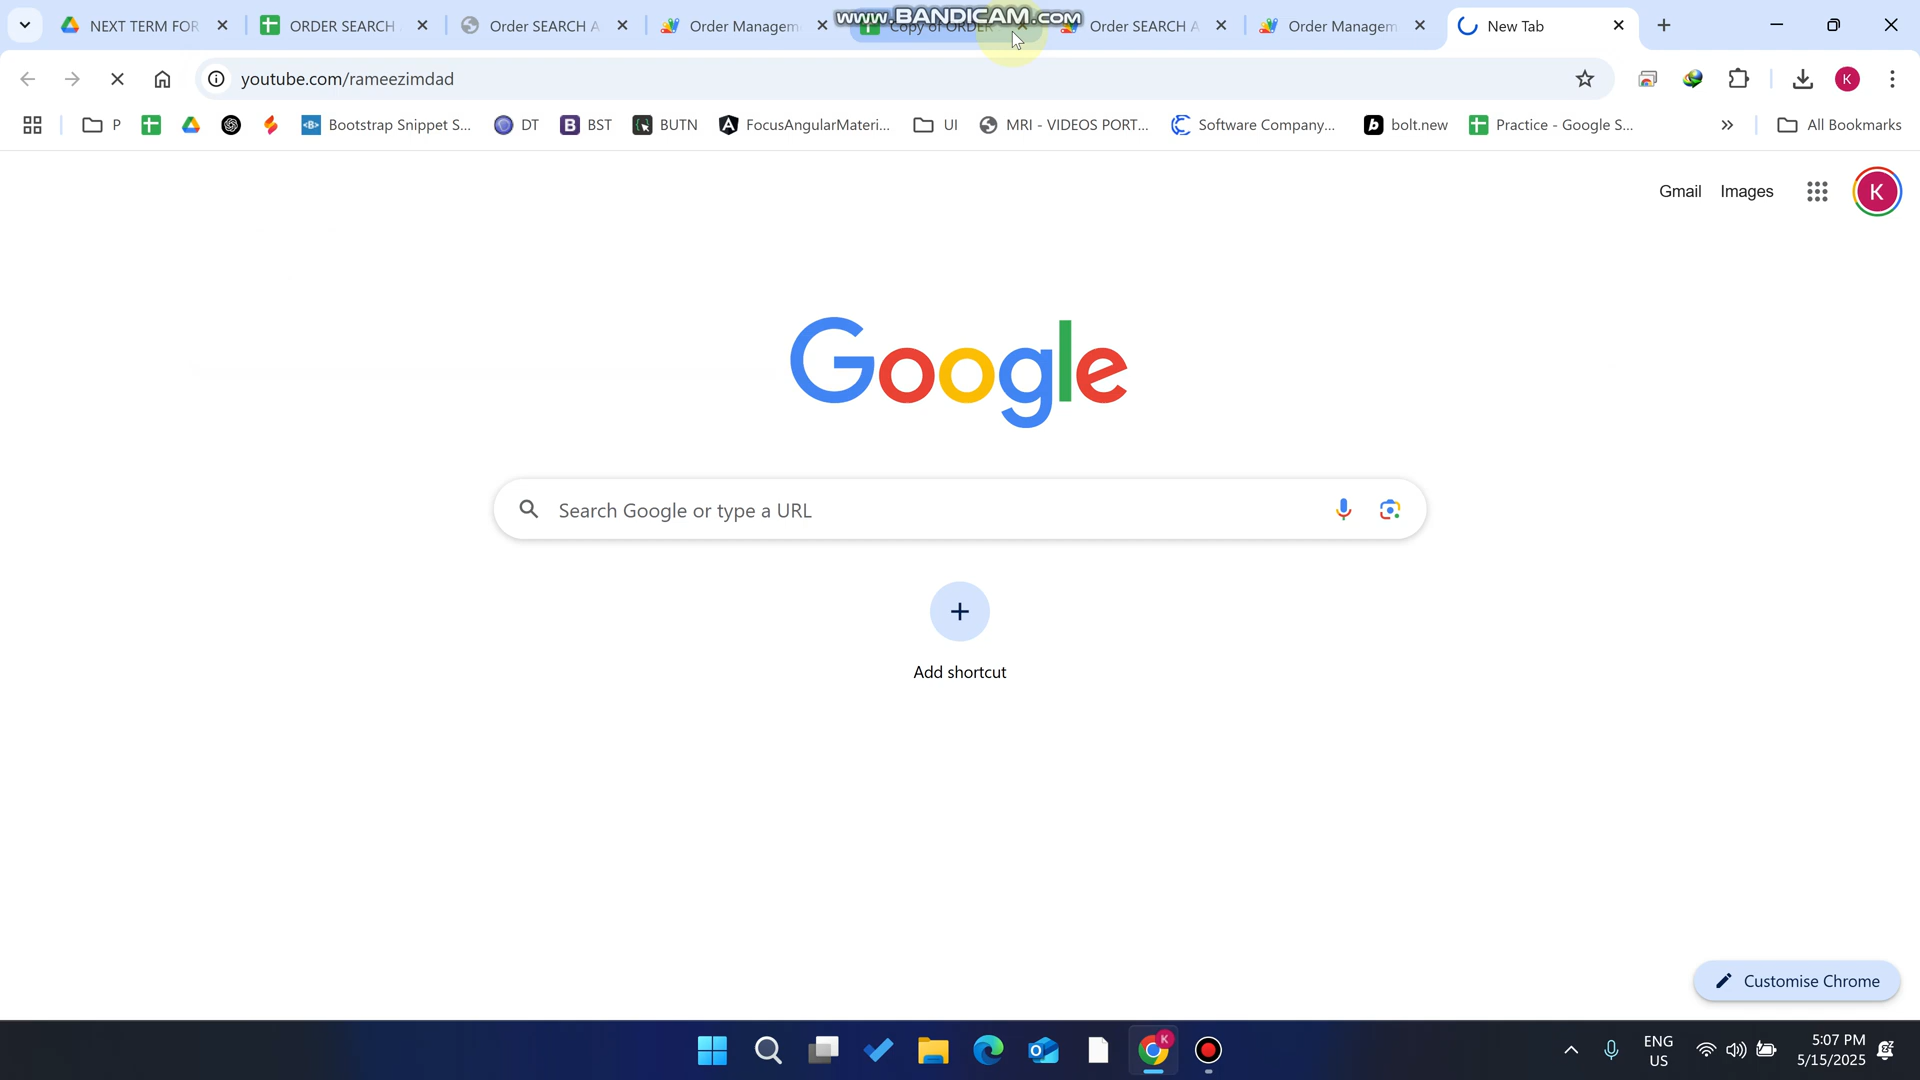 NEXT TERM FOR
ORDER SEARCH
Order SEARCH A
Order Managem
Copy of ORDER
Order SEARCH A
Order Managem
New Tab
www.BANDICAM.com
youtube.com/rameezimdad
K
P
Bootstrap Snippet S...
DT
BST
BUTN
FocusAngularMateri...
UI
MRI - VIDEOS PORT...
Software Company...
bolt.new
Practice - Google S...
All Bookmarks
Gmail
Images
K
Google
Search Google or type a URL
Add shortcut
Customise Chrome
K
ENG
US
5:07 PM
5/15/2025